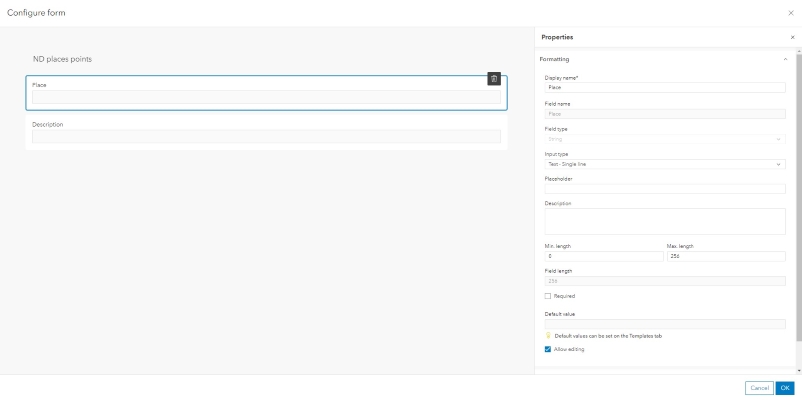 Configure form
ND places points
Place
Description
Properties
Formatting
Display name*
Place
Field name
Place
Field type
String
Input type
Text - Single line
Placeholder
Description
Min. length
Max. length
0
256
Field length
256
Required
Default value
Default values can be set on the Templates tab
Allow editing
Cancel
OK